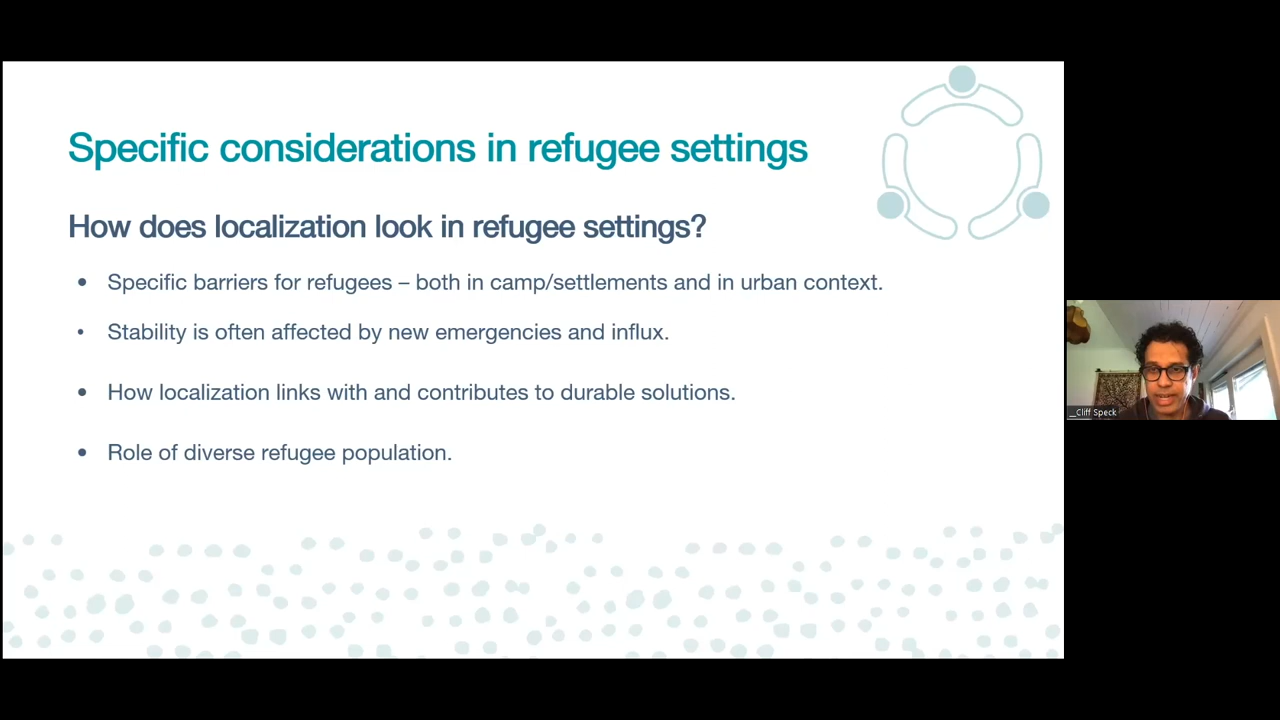 Specific considerations in refugee settings
How does localization look in refugee settings?
• Specific barriers for refugees – both in camp/settlements and in urban context.
• Stability is often affected by new emergencies and influx.
• How localization links with and contributes to durable solutions.
• Role of diverse refugee population.
__Cliff Speck